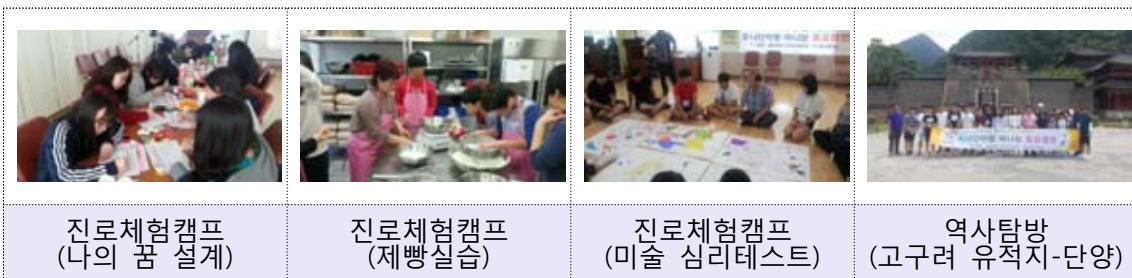 진로체험캠프
(나의 꿈 설계)
진로체험캠프
(제빵실습)
진로체험캠프
(미술 심리테스트)
역사탐방
(고구려 유적지-단양)